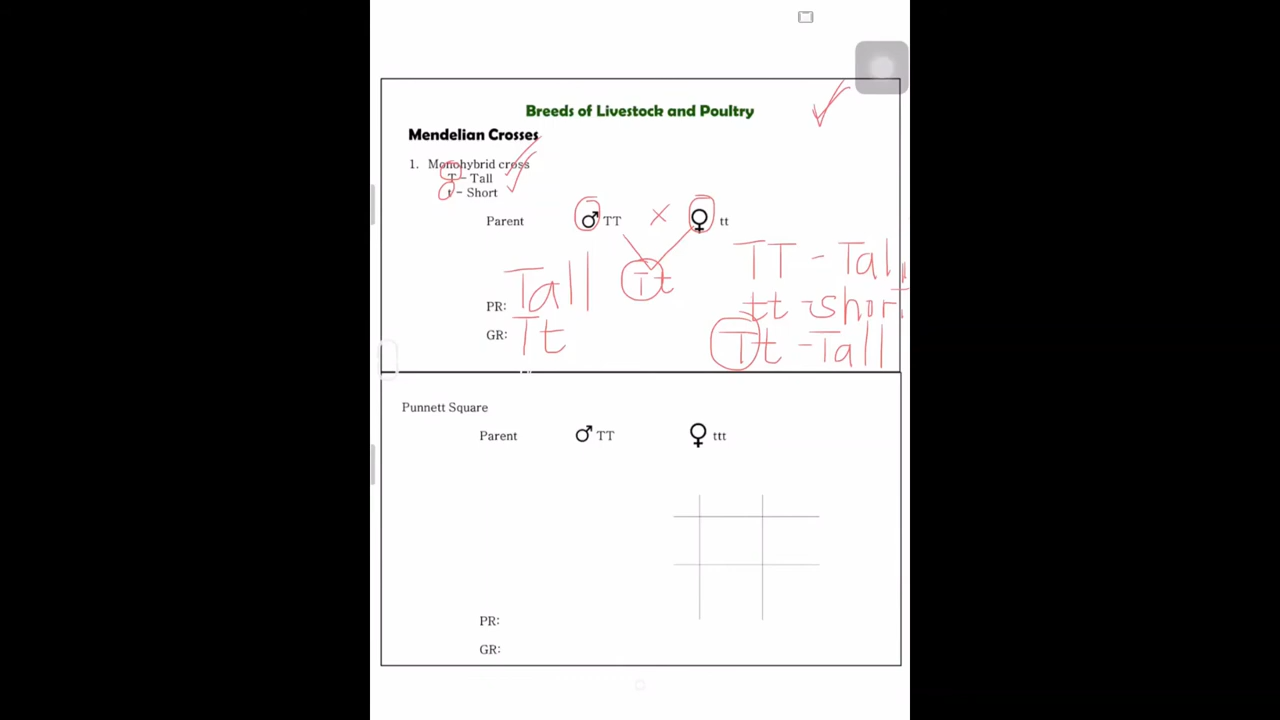 Breeds of Livestock and Poultry
Mendelian Crosses
1. Monohybrid cross
T - Tall
t - Short
Parent ♂ TT × ♀ tt
Tt
TT - Tall
tt - short
Tt - Tall
PR: Tall
GR: Tt
Punnett Square
Parent ♂ TT ♀ ttt
PR:
GR: